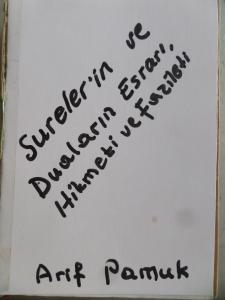 Sureler'in ve
Duaların Esrarı,
Hikmeti ve fazileti
Arif Pamuk